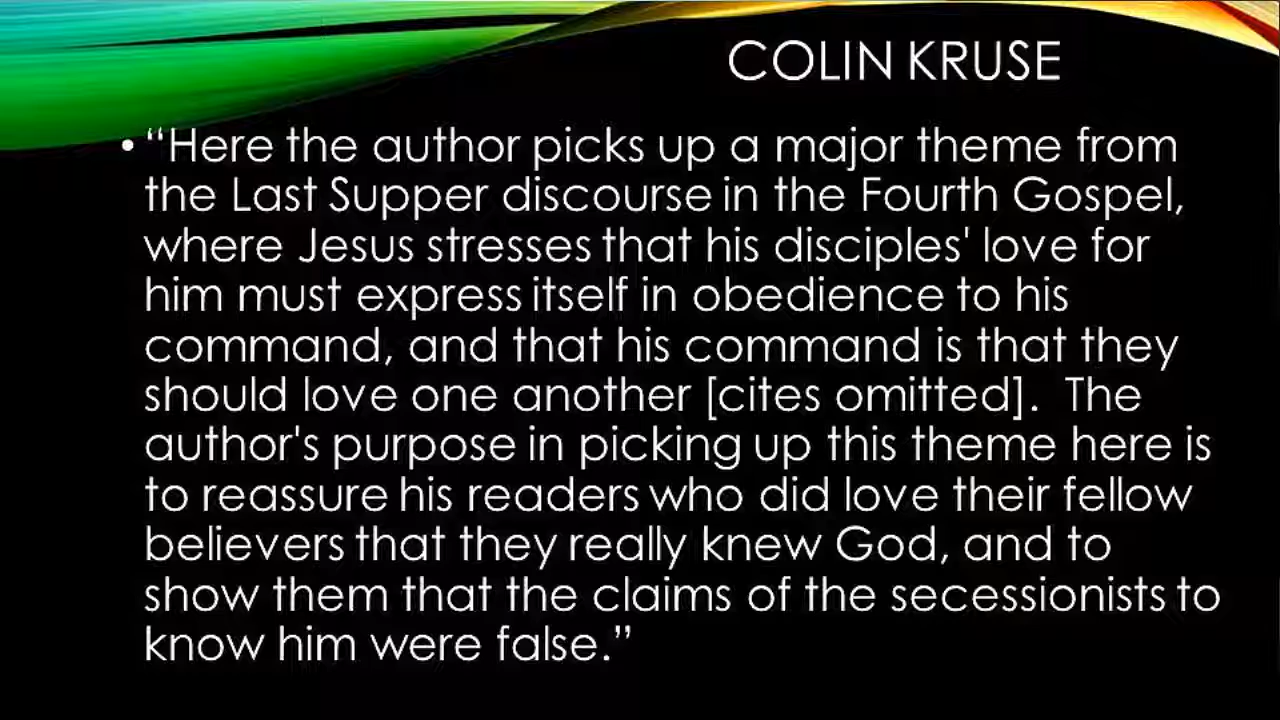 COLIN KRUSE
• “Here the author picks up a major theme from
the Last Supper discourse in the Fourth Gospel,
where Jesus stresses that his disciples' love for
him must express itself in obedience to his
command, and that his command is that they
should love one another [cites omitted].  The
author's purpose in picking up this theme here is
to reassure his readers who did love their fellow
believers that they really knew God, and to
show them that the claims of the secessionists to
know him were false.”